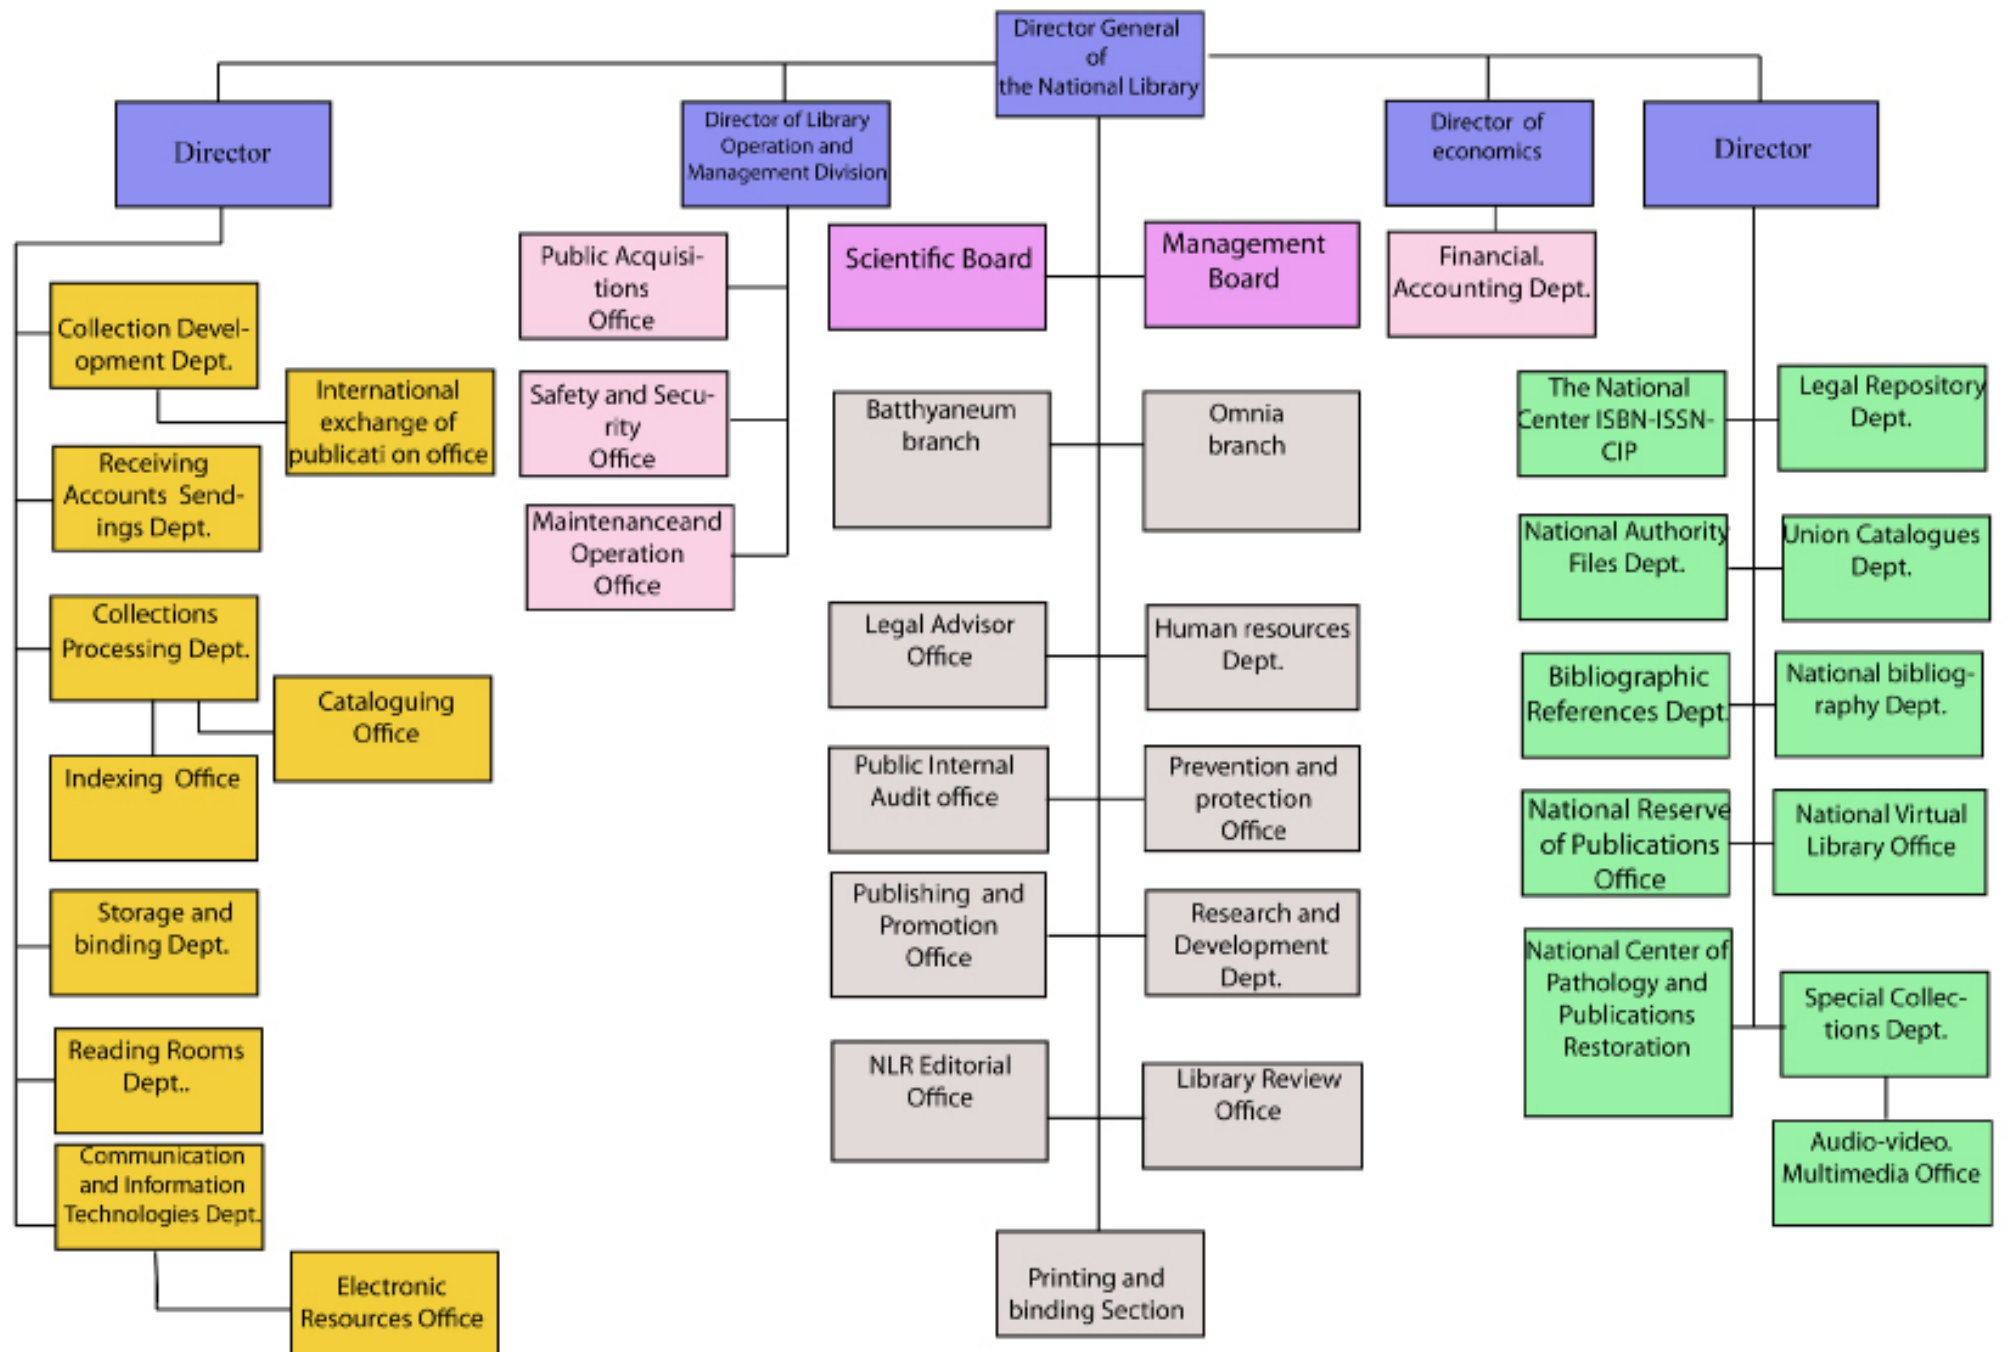 Director General
of
the National Library
Director
Director of Library
Operation and
Management Division
Director of
economics
Director
Collection Devel-
opment Dept.
International
exchange of
publicati on office
Receiving
Accounts Send-
ings Dept.
Collections
Processing Dept.
Cataloguing
Office
Indexing Office
Storage and
binding Dept.
Reading Rooms
Dept..
Communication
and Information
Technologies Dept.
Electronic
Resources Office
Public Acquisi-
tions
Office
Safety and Secu-
rity
Office
Maintenanceand
Operation
Office
Scientific Board
Management
Board
Batthyaneum
branch
Omnia
branch
Legal Advisor
Office
Human resources
Dept.
Public Internal
Audit office
Prevention and
protection
Office
Publishing and
Promotion
Office
Research and
Development
Dept.
NLR Editorial
Office
Library Review
Office
Printing and
binding Section
Financial.
Accounting Dept.
The National
Center ISBN-ISSN-
CIP
Legal Repository
Dept.
National Authority
Files Dept.
Union Catalogues
Dept.
Bibliographic
References Dept.
National bibliog-
raphy Dept.
National Reserve
of Publications
Office
National Virtual
Library Office
National Center of
Pathology and
Publications
Restoration
Special Collec-
tions Dept.
Audio-video.
Multimedia Office